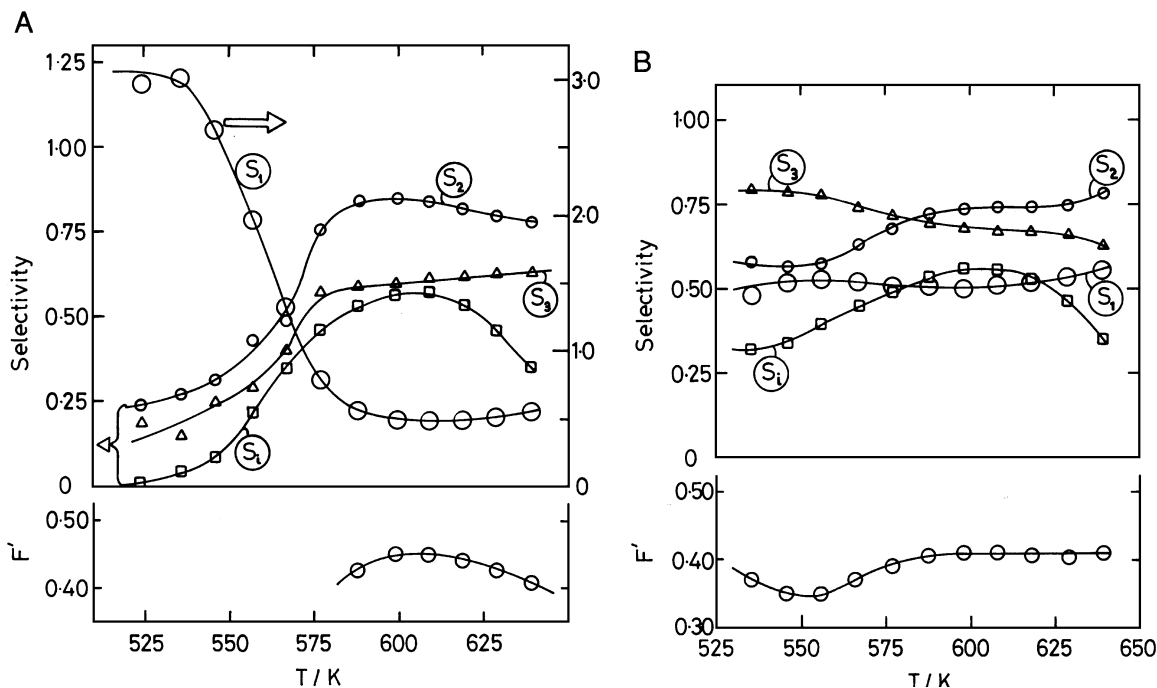 A
1·25
1·00
0·75
0·50
0·25
0
3·0
2·0
1·0
0
Selectivity
S₁
S₂
S₃
Sᵢ
0·50
0·40
F'
525 550 575 600 625
T / K
B
1·00
0·75
0·50
0·25
0
Selectivity
S₃
S₂
S₁
Sᵢ
0·50
0·40
0·30
F'
525 550 575 600 625 650
T / K